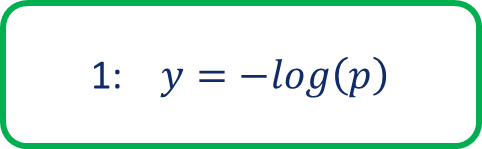 1: y = −log(p)